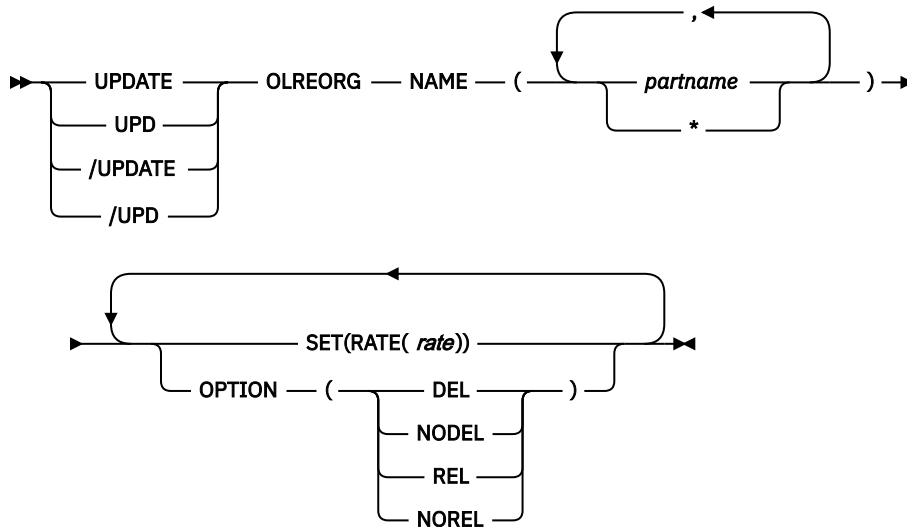 ,
UPDATE OLREORG NAME ( partname )
UPD *
/UPDATE
/UPD
SET(RATE( rate))
OPTION ( DEL )
NODEL
REL
NOREL